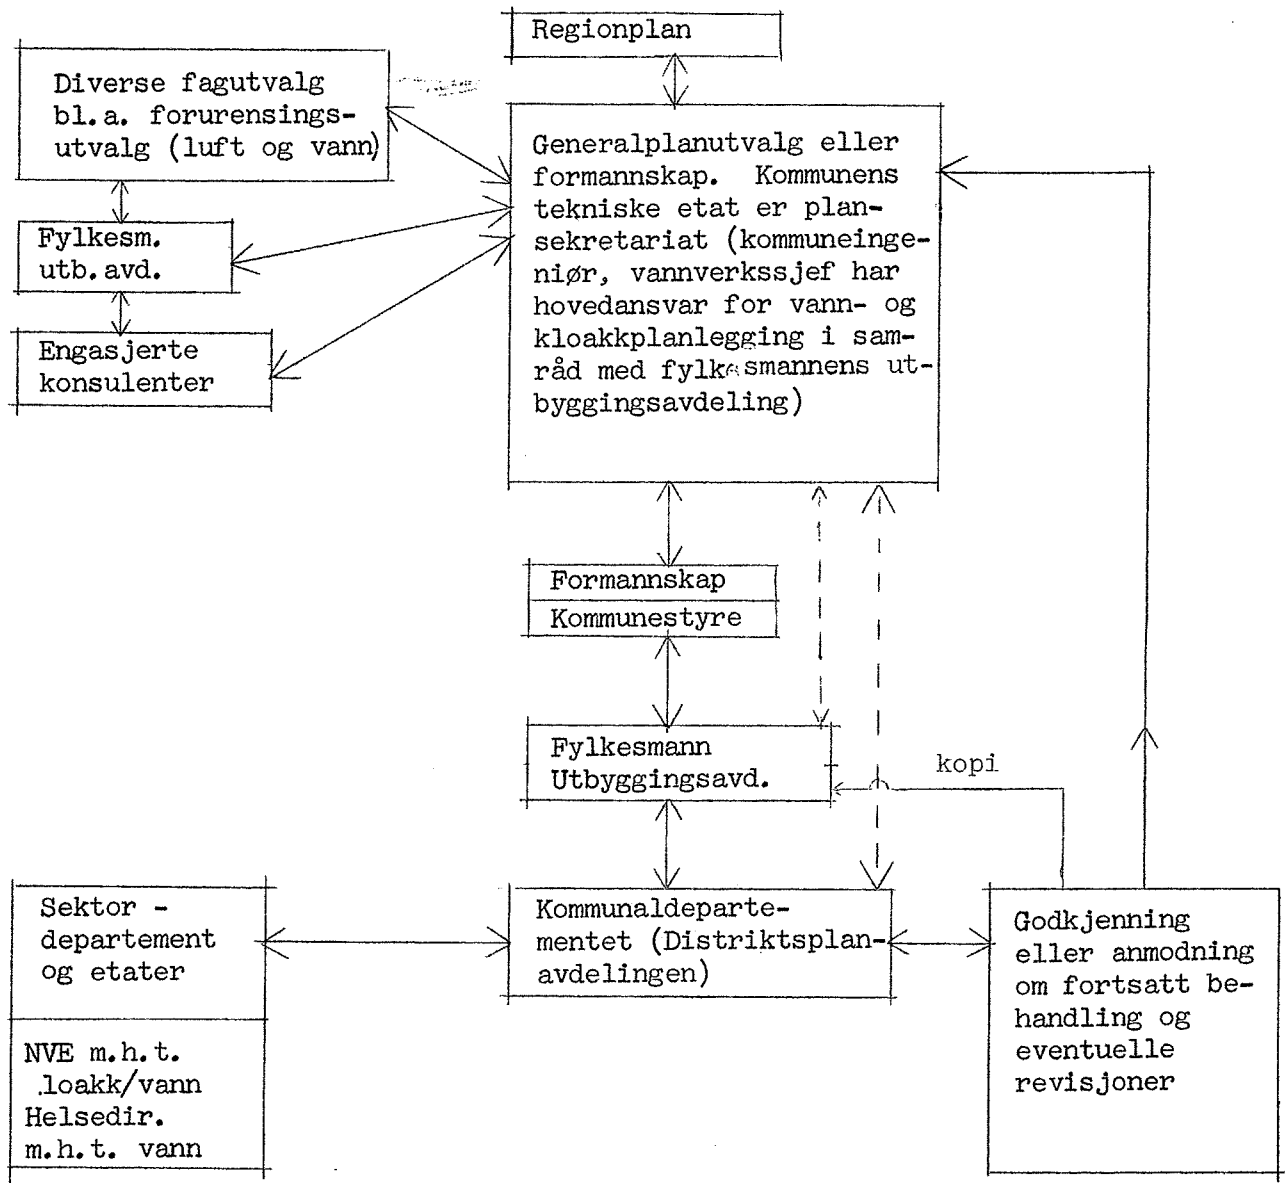 Regionplan
Diverse fagutvalg
bl.a. forurensings-
utvalg (luft og vann)
Fylkesm.
utb.avd.
Engasjerte
konsulenter
Generalplanutvalg eller
formannskap. Kommunens
tekniske etat er plan-
sekretariat (kommuneinge-
niør, vannverkssjef har
hovedansvar for vann- og
kloakkplanlegging i sam-
råd med fylkesmannens ut-
byggingsavdeling)
Formannskap
Kommunestyre
Fylkesmann
Utbyggingsavd.
kopi
Sektor -
departement
og etater
NVE m.h.t.
loakk/vann
Helsedir.
m.h.t. vann
Kommunaldeparte-
mentet (Distriktsplan-
avdelingen)
Godkjenning
eller anmodning
om fortsatt be-
handling og
eventuelle
revisjoner